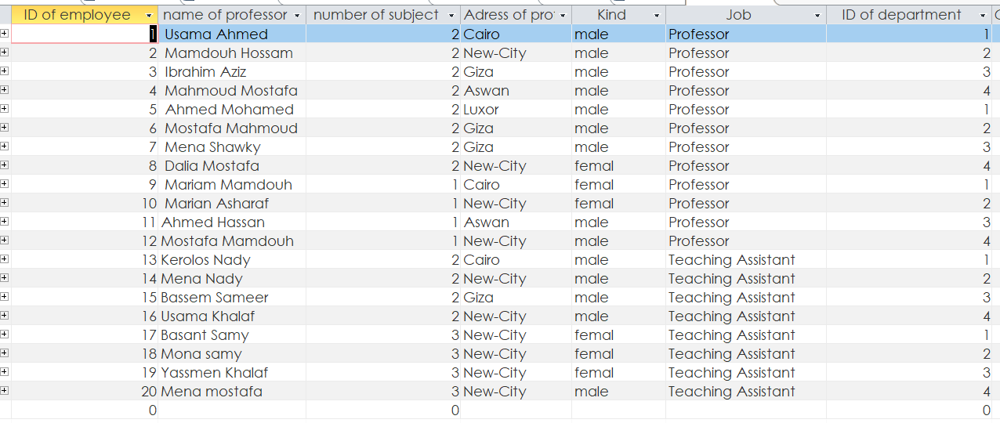 ID of employee name of professor number of subject Adress of pro Kind Job ID of department
1 Usama Ahmed 2 Cairo male Professor 1
2 Mamdouh Hossam 2 New-City male Professor 2
3 Ibrahim Aziz 2 Giza male Professor 3
4 Mahmoud Mostafa 2 Aswan male Professor 4
5 Ahmed Mohamed 2 Luxor male Professor 1
6 Mostafa Mahmoud 2 Giza male Professor 2
7 Mena Shawky 2 Giza male Professor 3
8 Dalia Mostafa 2 New-City femal Professor 4
9 Mariam Mamdouh 1 Cairo femal Professor 1
10 Marian Asharaf 1 New-City femal Professor 2
11 Ahmed Hassan 1 Aswan male Professor 3
12 Mostafa Mamdouh 1 New-City male Professor 4
13 Kerolos Nady 2 Cairo male Teaching Assistant 1
14 Mena Nady 2 New-City male Teaching Assistant 2
15 Bassem Sameer 2 Giza male Teaching Assistant 3
16 Usama Khalaf 2 New-City male Teaching Assistant 4
17 Basant Samy 3 New-City femal Teaching Assistant 1
18 Mona samy 3 New-City femal Teaching Assistant 2
19 Yassmen Khalaf 3 New-City femal Teaching Assistant 3
20 Mena mostafa 3 New-City male Teaching Assistant 4
0 0 0